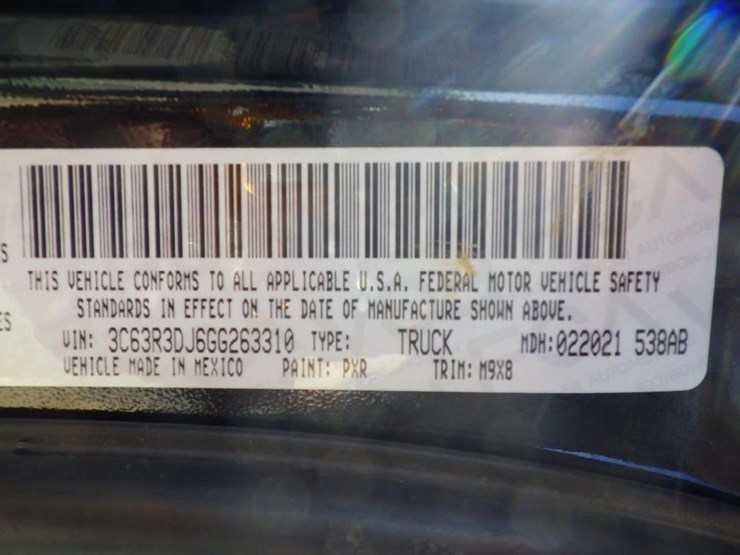 S
THIS VEHICLE CONFORMS TO ALL APPLICABLE U.S.A. FEDERAL MOTOR VEHICLE SAFETY
STANDARDS IN EFFECT ON THE DATE OF MANUFACTURE SHOWN ABOVE.
ES
VIN: 3C63R3DJ6GG263310 TYPE: TRUCK MDH:022021 538AB
VEHICLE MADE IN MEXICO PAINT: PXR TRIM: M9X8